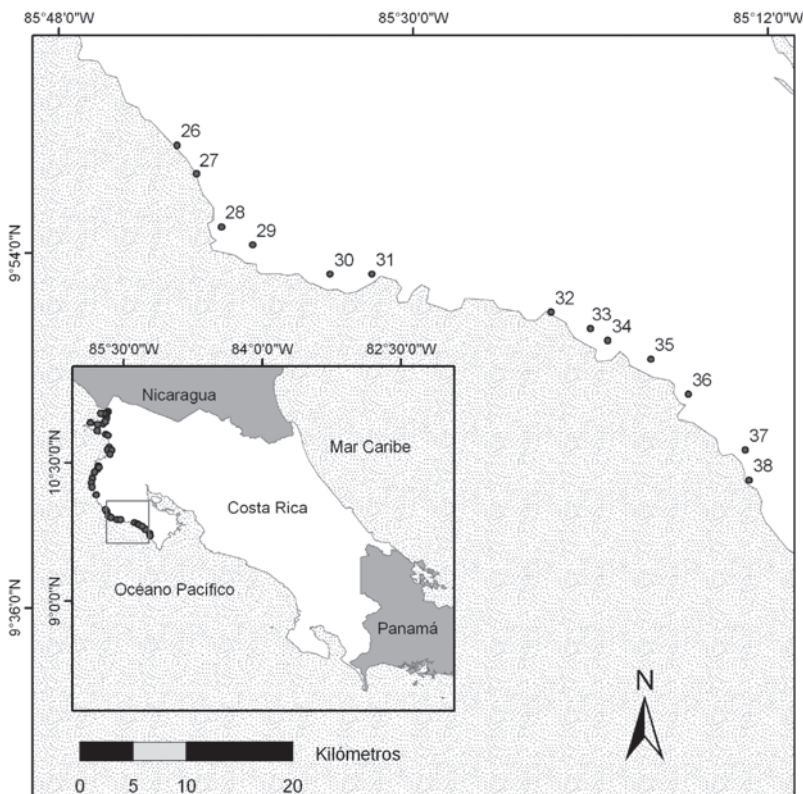 85°48'0"W 85°30'0"W 85°12'0"W
26
27
28
29
30 31
9°54'0"N
32
33
34
35
36
37
38
85°30'0"W 84°0'0"W 82°30'0"W
Nicaragua
Mar Caribe
10°30'0"N
Costa Rica
Océano Pacífico
9°0'0"N
9°36'0"N
Panamá
N
Kilómetros
0 5 10 20